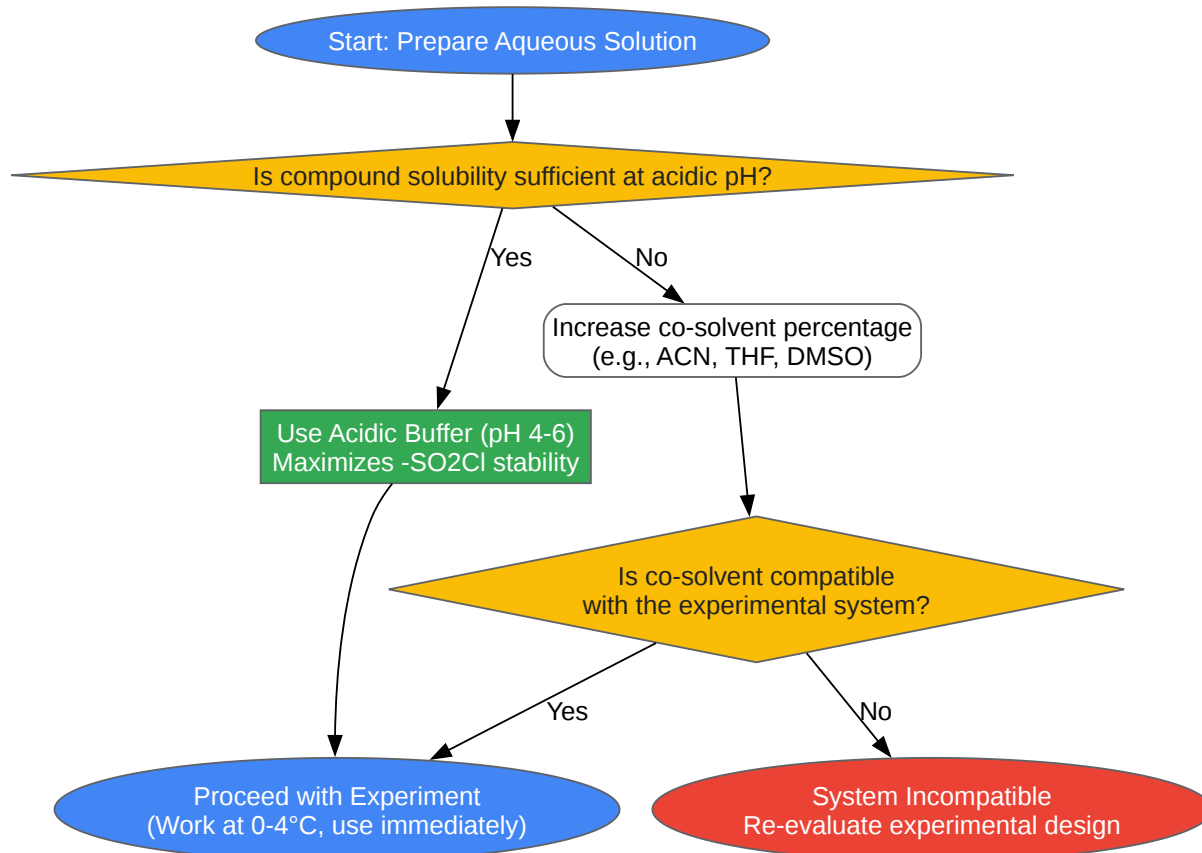 Start: Prepare Aqueous Solution
Is compound solubility sufficient at acidic pH?
Yes
No
Increase co-solvent percentage
(e.g., ACN, THF, DMSO)
Use Acidic Buffer (pH 4-6)
Maximizes -SO2Cl stability
Is co-solvent compatible
with the experimental system?
Yes
No
Proceed with Experiment
(Work at 0-4°C, use immediately)
System Incompatible
Re-evaluate experimental design